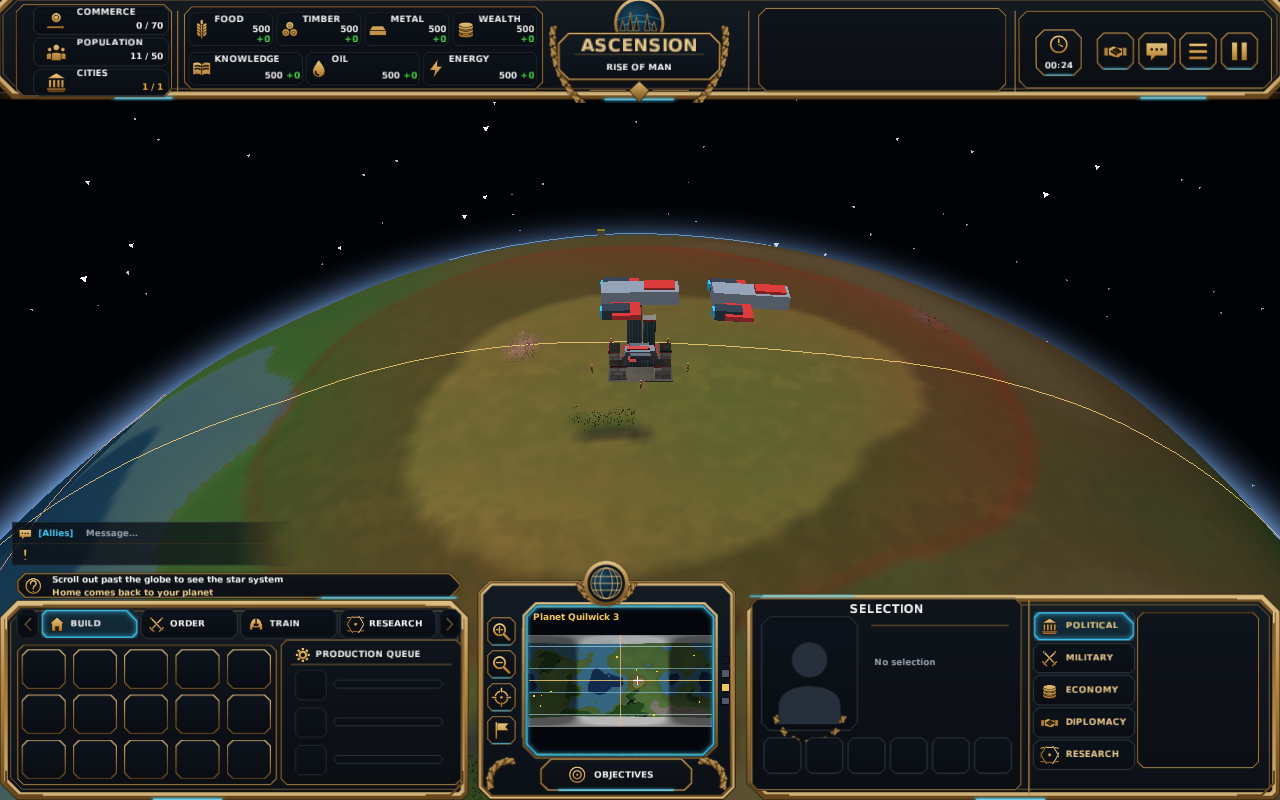 COMMERCE
0 / 70
POPULATION
11 / 50
CITIES
1 / 1
FOOD
500
+0
TIMBER
500
+0
METAL
500
+0
WEALTH
500
+0
KNOWLEDGE
500 +0
OIL
500 +0
ENERGY
500 +0
ASCENSION
RISE OF MAN
00:24
[Allies] Message...
!
Scroll out past the globe to see the star system
Home comes back to your planet
BUILD
ORDER
TRAIN
RESEARCH
PRODUCTION QUEUE
Planet Quilwick 3
OBJECTIVES
SELECTION
No selection
POLITICAL
MILITARY
ECONOMY
DIPLOMACY
RESEARCH